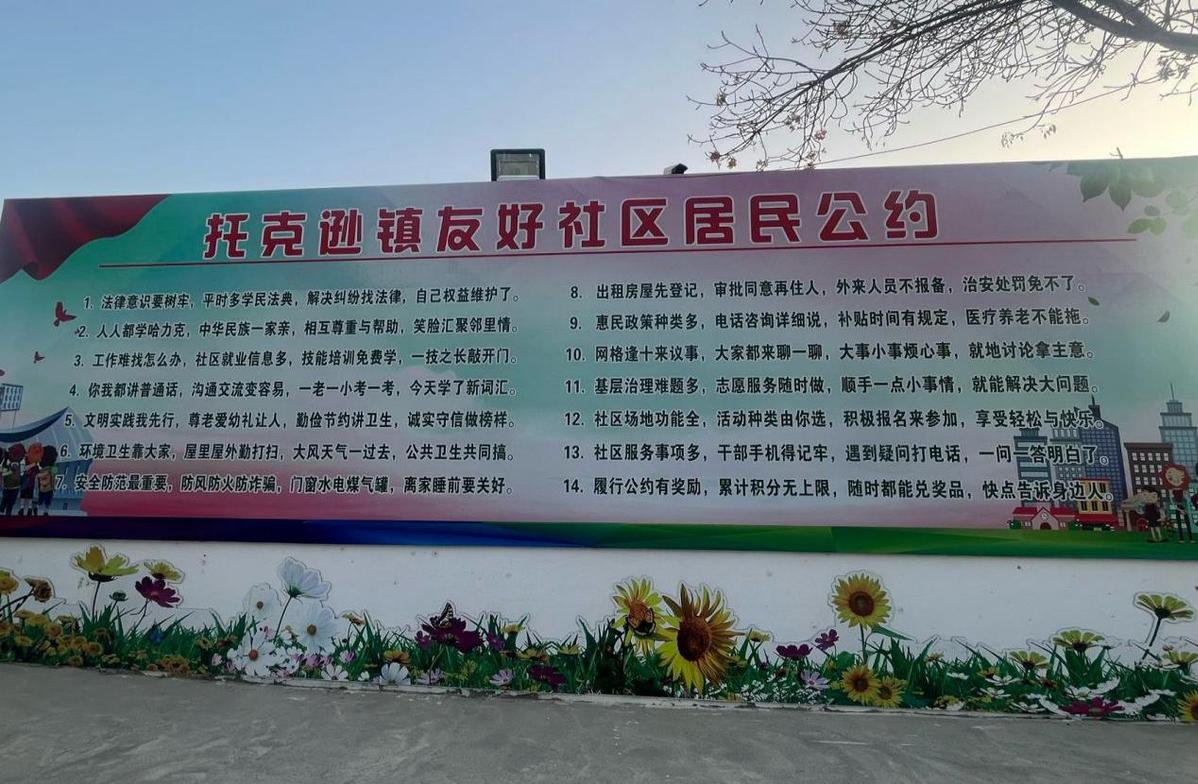 托克逊镇友好社区居民公约
1. 法律意识要树牢，平时多学民法典，解决纠纷找法律，自己权益维护了。
2. 人人都学哈力克，中华民族一家亲，相互尊重与帮助，笑脸汇聚邻里情。
3. 工作难找怎么办，社区就业信息多，技能培训免费学，一技之长敲开门。
4. 你我都讲普通话，沟通交流变容易，一老一小考一考，今天学了新词汇。
5. 文明实践我先行，尊老爱幼礼让人，勤俭节约讲卫生，诚实守信做榜样。
6. 环境卫生靠大家，屋里屋外勤打扫，大风天气一过去，公共卫生共同搞。
7. 安全防范最重要，防风防火防诈骗，门窗水电煤气罐，离家睡前要关好。
8. 出租房屋先登记，审批同意再住人，外来人员不报备，治安处罚免不了。
9. 惠民政策种类多，电话咨询详细说，补贴时间有规定，医疗养老不能拖。
10. 网格逢十来议事，大家都来聊一聊，大事小事烦心事，就地讨论拿主意。
11. 基层治理难题多，志愿服务随时做，顺手一点小事情，就能解决大问题。
12. 社区场地功能全，活动种类由你选，积极报名来参加，享受轻松与快乐。
13. 社区服务事项多，干部手机得记牢，遇到疑问打电话，一问一答明白了。
14. 履行公约有奖励，累计积分无上限，随时都能兑奖品，快点告诉身边人。